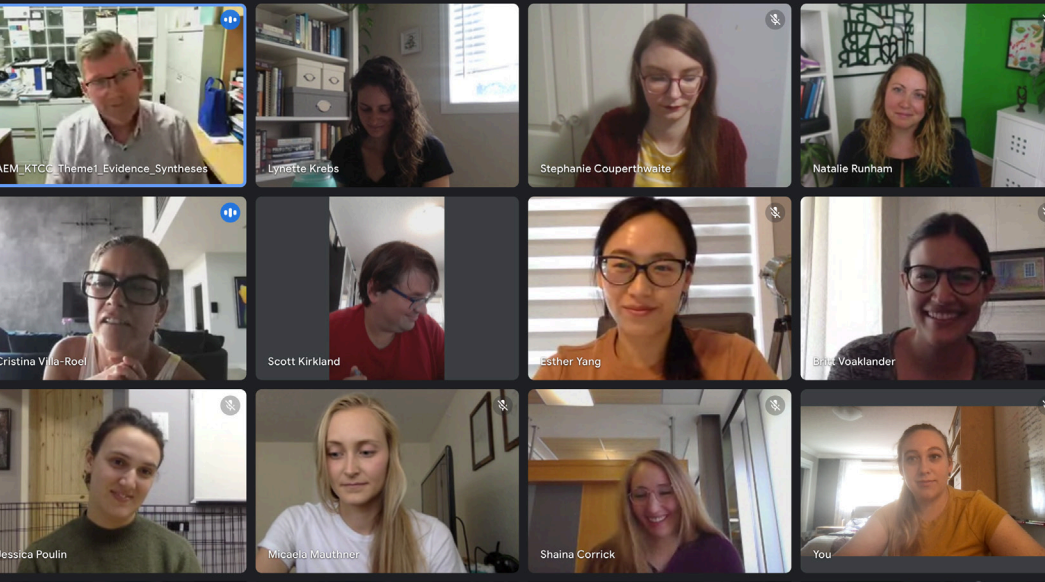 AEM_KTCC_Theme1_Evidence_Syntheses
Lynette Krebs
Stephanie Couperthwaite
Natalie Runham
Cristina Villa-Roel
Scott Kirkland
Esther Yang
Britt Voaklander
Jessica Poulin
Micaela Mauthner
Shaina Corrick
You